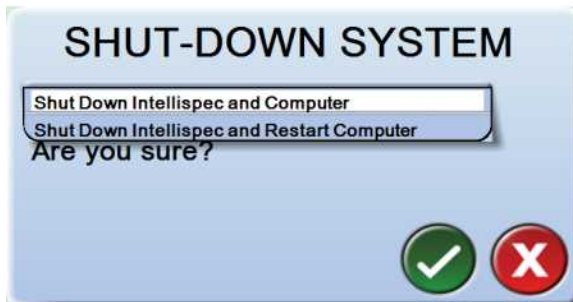 SHUT-DOWN SYSTEM
Shut Down Intellispec and Computer
Shut Down Intellispec and Restart Computer
Are you sure?